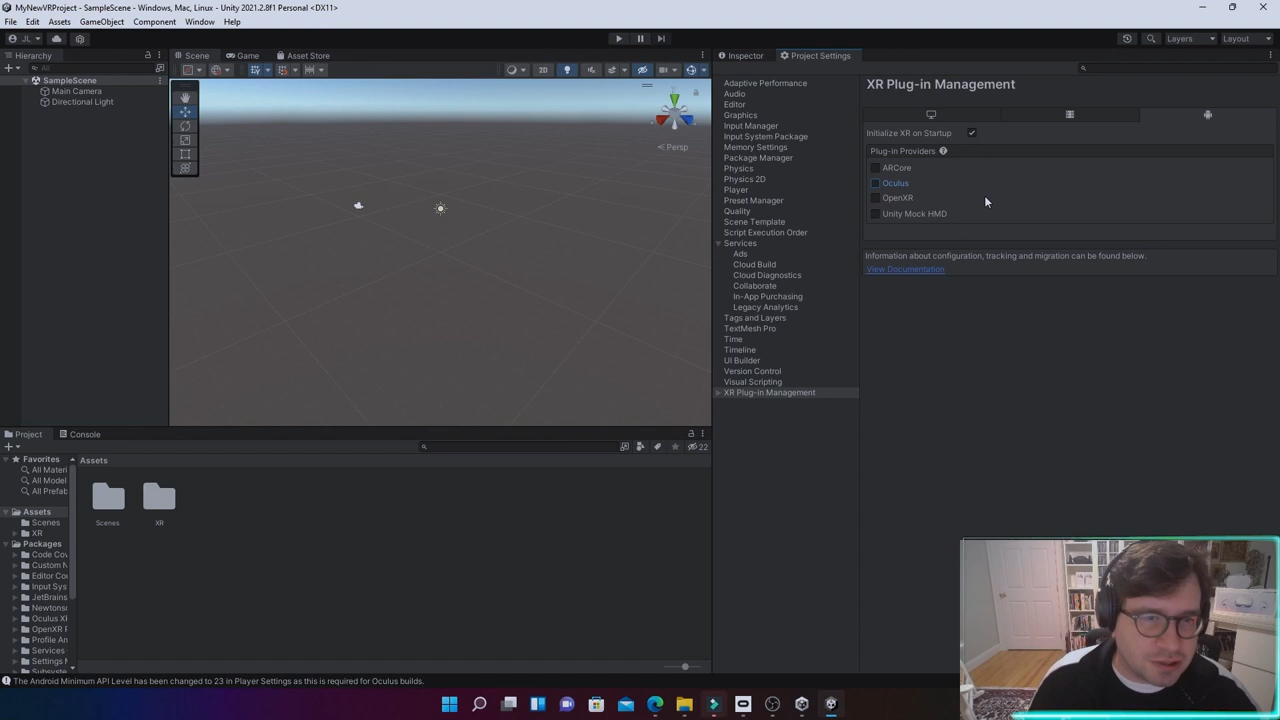 MyNewVRProject - SampleScene - Windows, Mac, Linux - Unity 2021.2.8f1 Personal <DX11>
File Edit Assets GameObject Component Window Help
JL Layers Layout
Hierarchy
All
SampleScene
Main Camera
Directional Light
Scene Game Asset Store
2D
Persp
Inspector Project Settings
Adaptive Performance
Audio
Editor
Graphics
Input Manager
Input System Package
Memory Settings
Package Manager
Physics
Physics 2D
Player
Preset Manager
Quality
Scene Template
Script Execution Order
Services
Ads
Cloud Build
Cloud Diagnostics
Collaborate
In-App Purchasing
Legacy Analytics
Tags and Layers
TextMesh Pro
Time
Timeline
UI Builder
Version Control
Visual Scripting
XR Plug-in Management
XR Plug-in Management
Initialize XR on Startup
Plug-in Providers
ARCore
Oculus
OpenXR
Unity Mock HMD
Information about configuration, tracking and migration can be found below.
View Documentation
Project Console
22
Favorites
All Materi
All Model
All Prefab
Assets
Scenes
XR
Packages
Code Cov
Custom N
Editor Co
Input Sys
JetBrains
Newtons
Oculus XI
OpenXR F
Profile An
Services
Settings M
Subsyste
Assets
Scenes
XR
The Android Minimum API Level has been changed to 23 in Player Settings as this is required for Oculus builds.